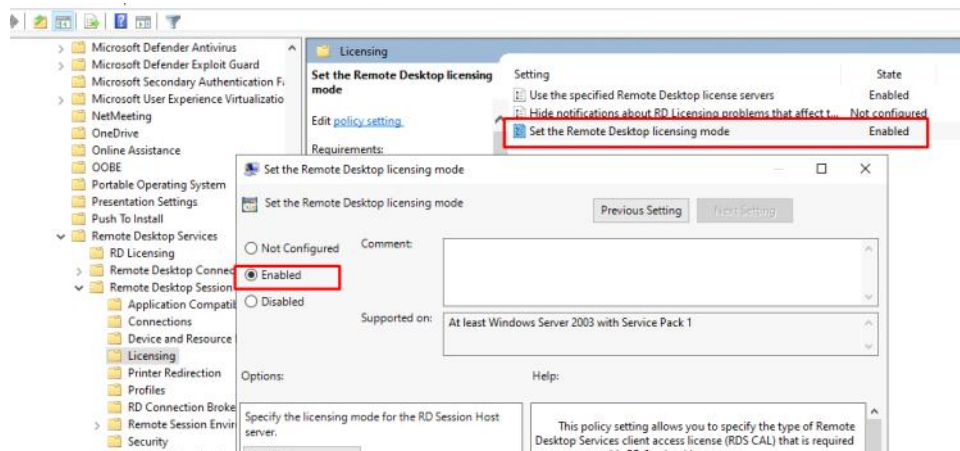 Microsoft Defender Antivirus
Microsoft Defender Exploit Guard
Microsoft Secondary Authentication Fa
Microsoft User Experience Virtualizatio
NetMeeting
OneDrive
Online Assistance
OOBE
Portable Operating System
Presentation Settings
Push To Install
Remote Desktop Services
RD Licensing
Remote Desktop Connec
Remote Desktop Session
Application Compatib
Connections
Device and Resource
Licensing
Printer Redirection
Profiles
RD Connection Broke
Remote Session Envir
Security
Licensing
Set the Remote Desktop licensing
mode
Edit policy setting
Requirements:
Setting State
Use the specified Remote Desktop license servers Enabled
Hide notifications about RD Licensing problems that affect t... Not configured
Set the Remote Desktop licensing mode Enabled
Set the Remote Desktop licensing mode
Set the Remote Desktop licensing mode
Previous Setting Next Setting
Not Configured
Enabled
Disabled
Comment:
Supported on: At least Windows Server 2003 with Service Pack 1
Options: Help:
Specify the licensing mode for the RD Session Host
server.
This policy setting allows you to specify the type of Remote
Desktop Services client access license (RDS CAL) that is required